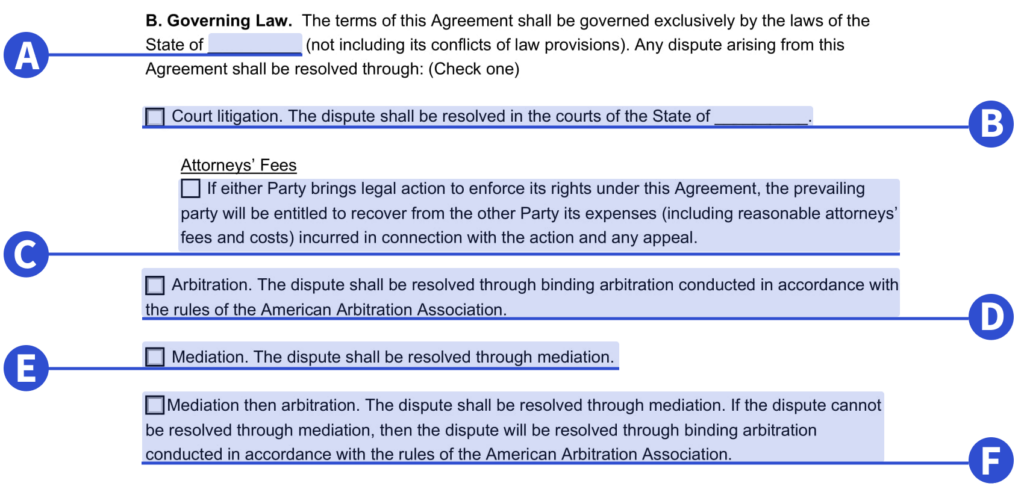 B. Governing Law. The terms of this Agreement shall be governed exclusively by the laws of the
A
State of __________ (not including its conflicts of law provisions). Any dispute arising from this
Agreement shall be resolved through: (Check one)
Court litigation. The dispute shall be resolved in the courts of the State of __________.
B
Attorneys’ Fees
If either Party brings legal action to enforce its rights under this Agreement, the prevailing
party will be entitled to recover from the other Party its expenses (including reasonable attorneys’
fees and costs) incurred in connection with the action and any appeal.
C
Arbitration. The dispute shall be resolved through binding arbitration conducted in accordance with
the rules of the American Arbitration Association.
D
Mediation. The dispute shall be resolved through mediation.
E
Mediation then arbitration. The dispute shall be resolved through mediation. If the dispute cannot
be resolved through mediation, then the dispute will be resolved through binding arbitration
conducted in accordance with the rules of the American Arbitration Association.
F